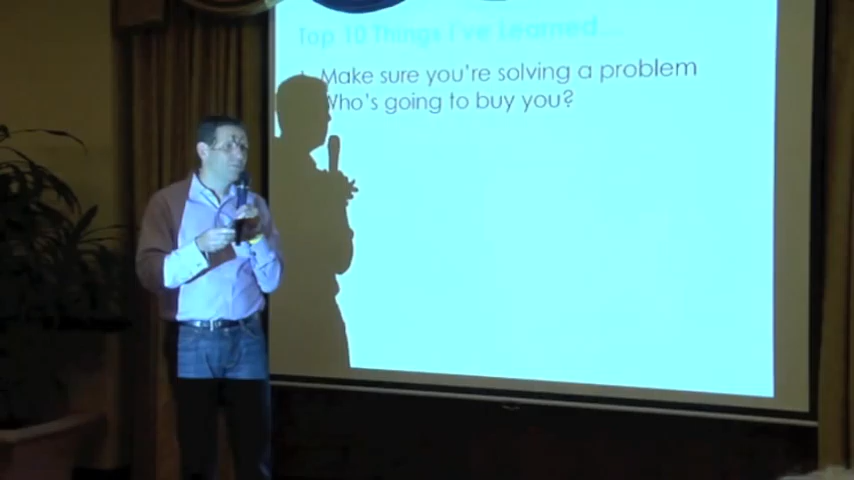 Top 10 Things I've Learned...
Make sure you're solving a problem
Who's going to buy you?